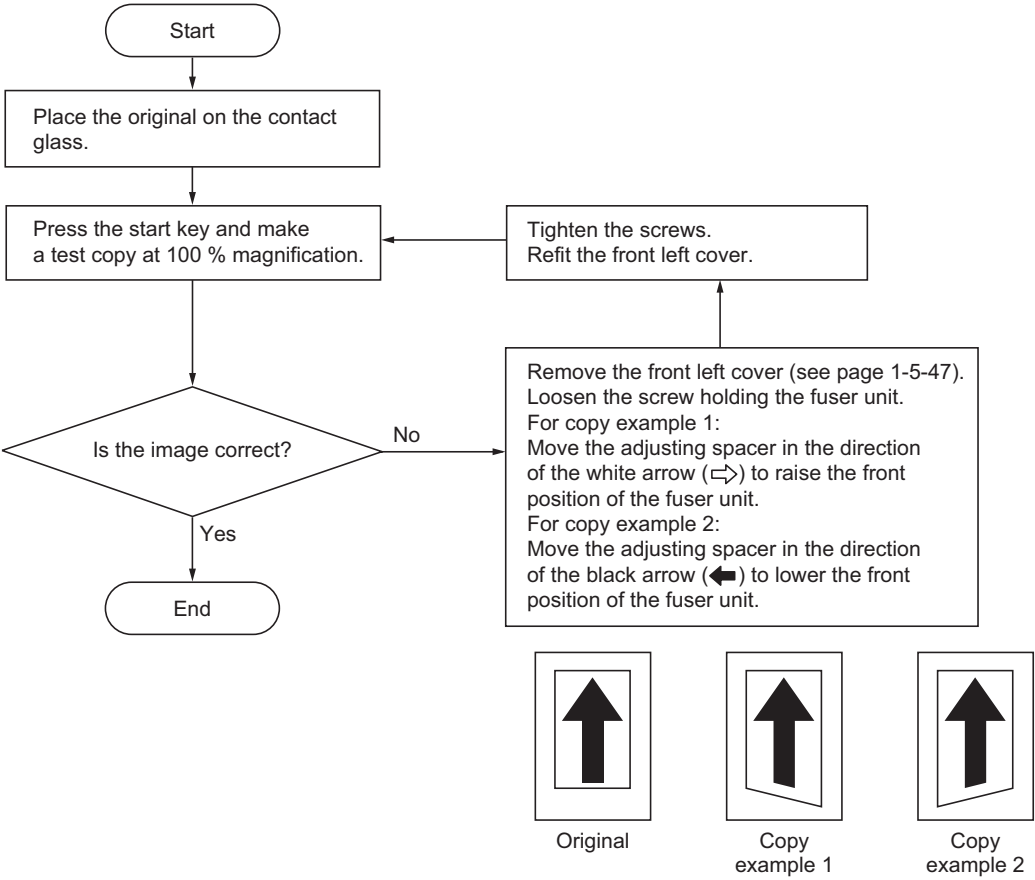 Start
Place the original on the contact
glass.
Press the start key and make
a test copy at 100 % magnification.
Tighten the screws.
Refit the front left cover.
Is the image correct?
No
Yes
End
Remove the front left cover (see page 1-5-47).
Loosen the screw holding the fuser unit.
For copy example 1:
Move the adjusting spacer in the direction
of the white arrow (⇨) to raise the front
position of the fuser unit.
For copy example 2:
Move the adjusting spacer in the direction
of the black arrow (⬅) to lower the front
position of the fuser unit.
Original
Copy
example 1
Copy
example 2